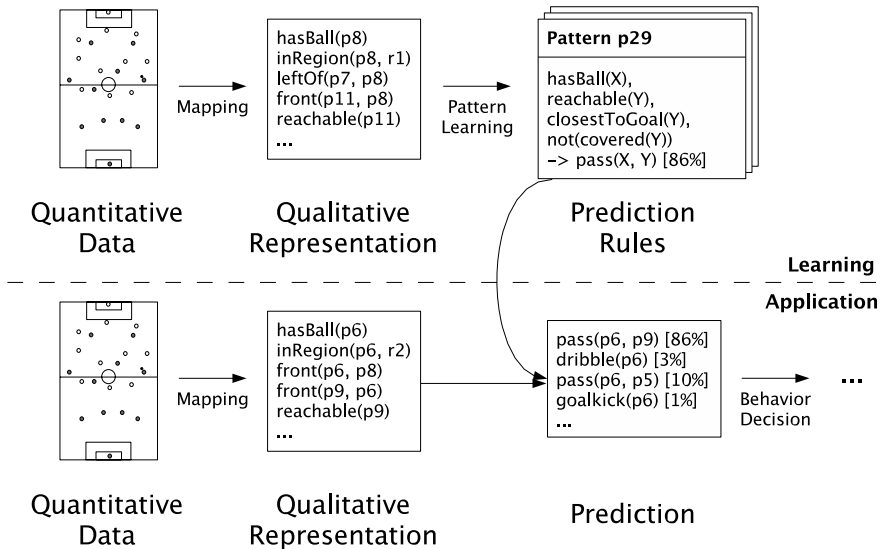 hasBall(p8)
inRegion(p8, r1)
leftOf(p7, p8)
front(p11, p8)
reachable(p11)
...
Mapping
Pattern
Learning
Pattern p29
hasBall(X),
reachable(Y),
closestToGoal(Y),
not(covered(Y))
-> pass(X, Y) [86%]
Quantitative
Data
Qualitative
Representation
Prediction
Rules
Learning
Application
Mapping
hasBall(p6)
inRegion(p6, r2)
front(p6, p8)
front(p9, p6)
reachable(p9)
...
pass(p6, p9) [86%]
dribble(p6) [3%]
pass(p6, p5) [10%]
goalkick(p6) [1%]
...
Behavior
Decision
...
Quantitative
Data
Qualitative
Representation
Prediction